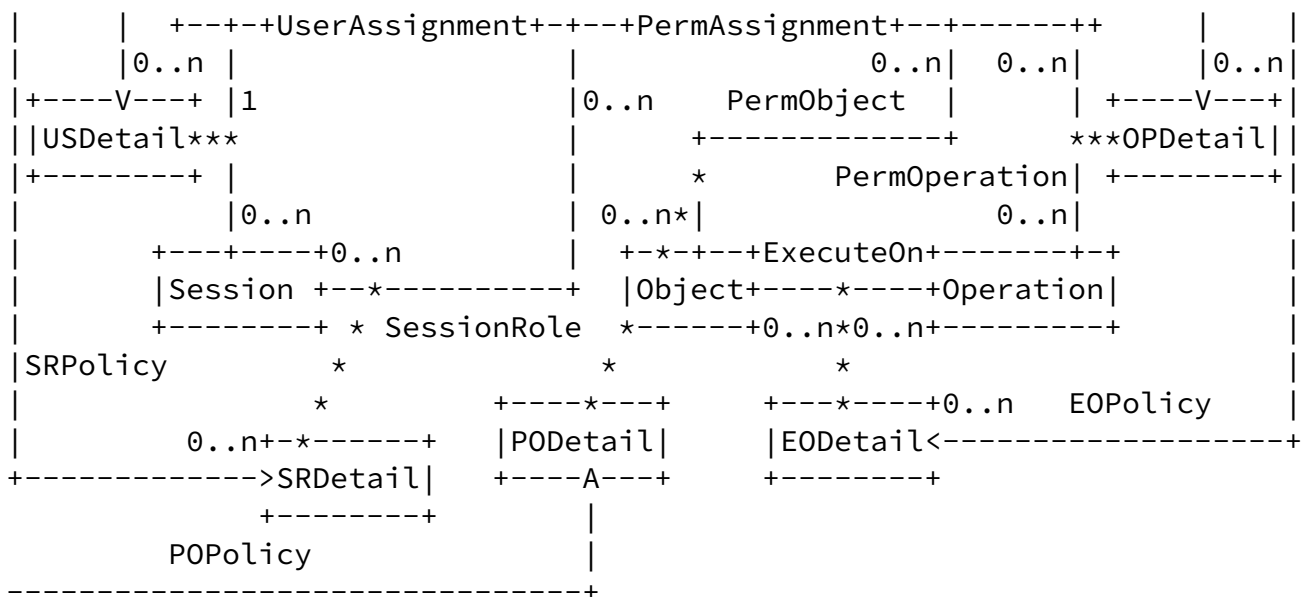 |     |  +--+-+UserAssignment+-+--+PermAssignment+--+------++     |    |
|     |0..n |                  |                0..n|  0..n|      |0..n|
|+----V---+ |1                 |0..n    PermObject  |      | +----V---+|
||USDetail***                  |      +-------------+      ***OPDetail||
|+--------+ |                  |      *       PermOperation| +--------+|
|           |0..n              | 0..n*|                0..n|           |
|       +---+----+0..n         |  +-*-+--+ExecuteOn+-------+-+         |
|       |Session +--*----------+  |Object+----*----+Operation|         |
|       +--------+ * SessionRole  *------+0..n*0..n+---------+         |
|SRPolicy         *              *            *                        |
|                *         +----*---+     +---*----+0..n   EOPolicy    |
|         0..n+-*------+   |PODetail|     |EODetail<-------------------+
+------------->SRDetail|   +----A---+     +--------+
              +--------+        |
         POPolicy               |
--------------------------------+